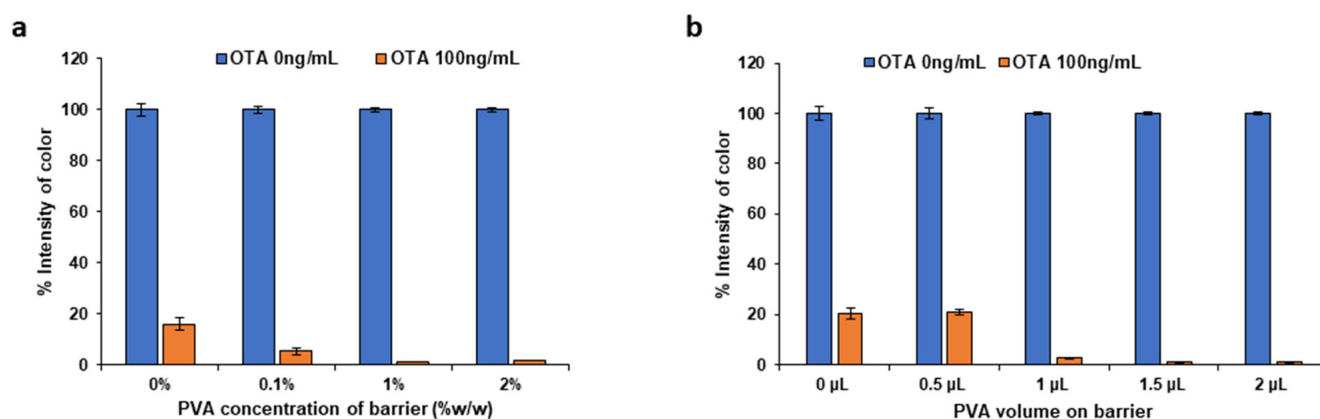 a
OTA 0ng/mL OTA 100ng/mL
120
100
80
60
40
20
0
% Intensity of color
0% 0.1% 1% 2%
PVA concentration of barrier (%w/w)
b
OTA 0ng/mL OTA 100ng/mL
120
100
80
60
40
20
0
% Intensity of color
0 µL 0.5 µL 1 µL 1.5 µL 2 µL
PVA volume on barrier